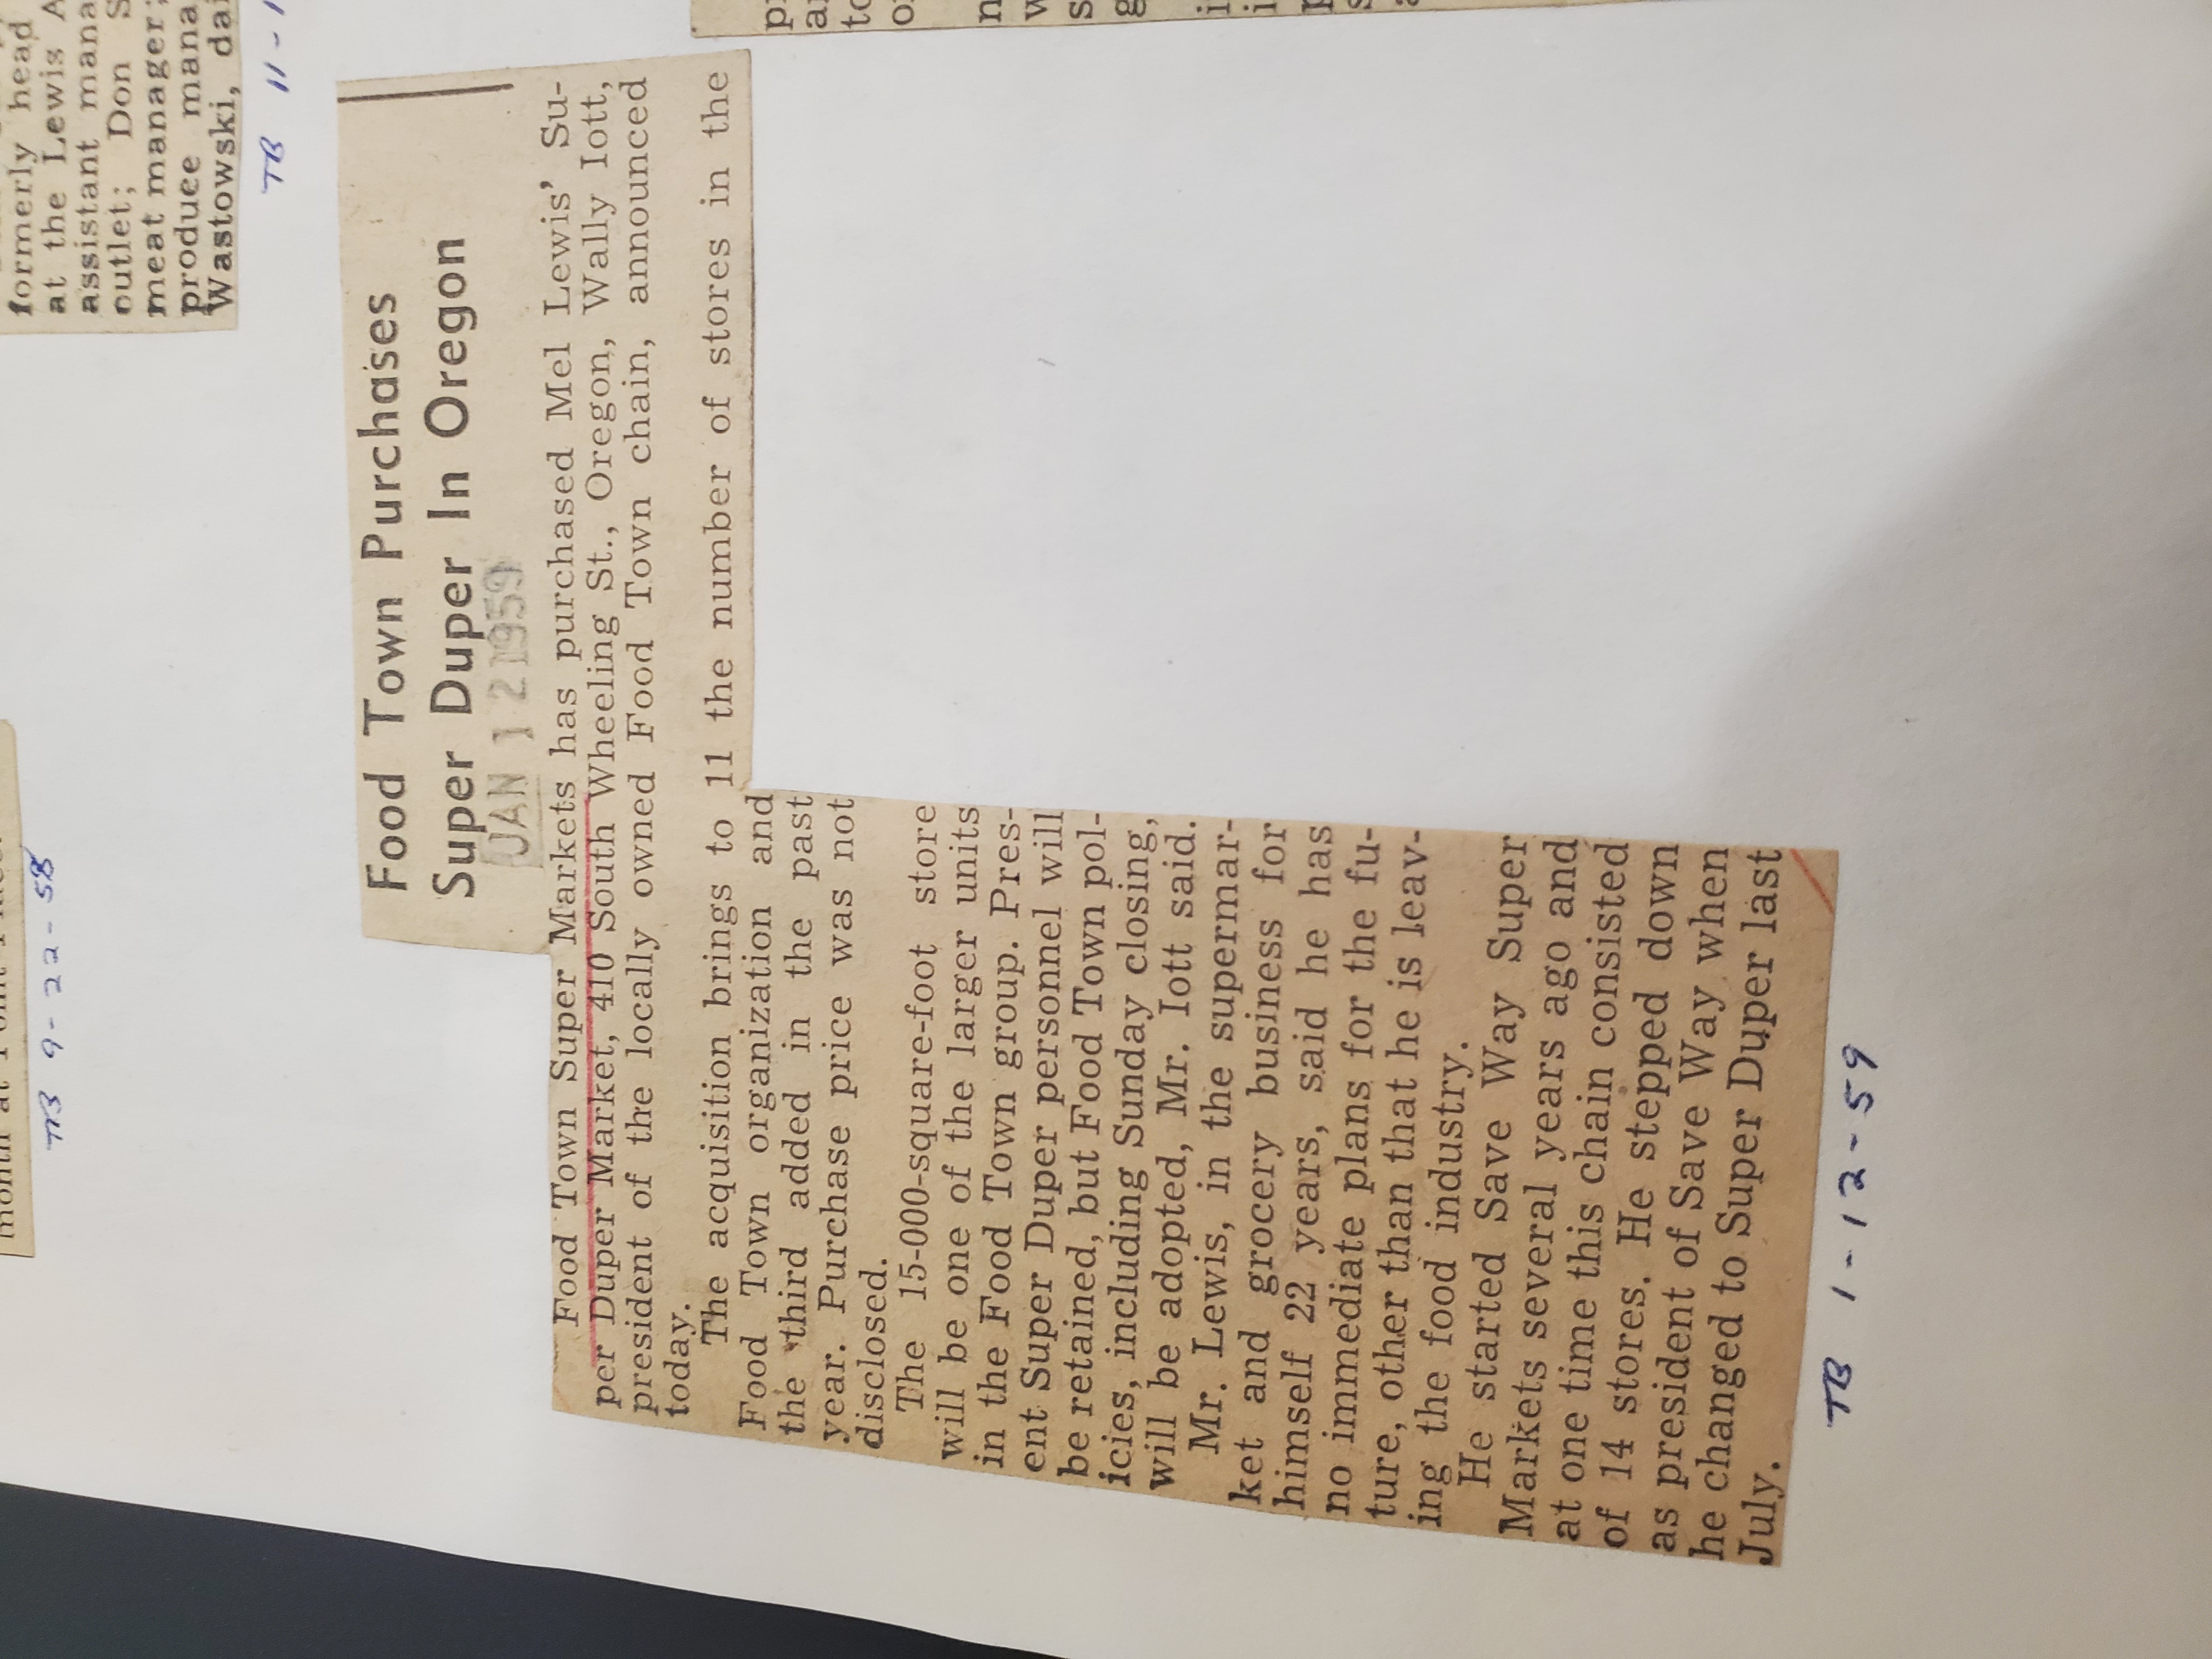 formerly head
at the Lewis A
assistant mana
outlet; Don S
meat manager;
produce mana
Wastowski, dai
TB 11-1
month at
TB 9-22-58
Food Town Purchases
Super Duper In Oregon
JAN 12 1959
Food Town Super Markets has purchased Mel Lewis' Su-
per Duper Market, 410 South Wheeling St., Oregon, Wally Iott,
president of the locally owned Food Town chain, announced
today.
The acquisition brings to 11 the number of stores in the
Food Town organization and
the third added in the past
year. Purchase price was not
disclosed.
The 15-000-square-foot store
will be one of the larger units
in the Food Town group. Pres-
ent Super Duper personnel will
be retained, but Food Town pol-
icies, including Sunday closing,
will be adopted, Mr. Iott said.
Mr. Lewis, in the supermar-
ket and grocery business for
himself 22 years, said he has
no immediate plans for the fu-
ture, other than that he is leav-
ing the food industry.
He started Save Way Super
Markets several years ago and
at one time this chain consisted
of 14 stores. He stepped down
as president of Save Way when
he changed to Super Duper last
July.
TB 1-12-59